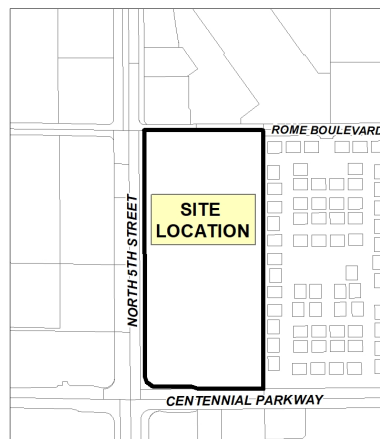 ROME BOULEVARD
SITE
LOCATION
NORTH 5TH STREET
CENTENNIAL PARKWAY